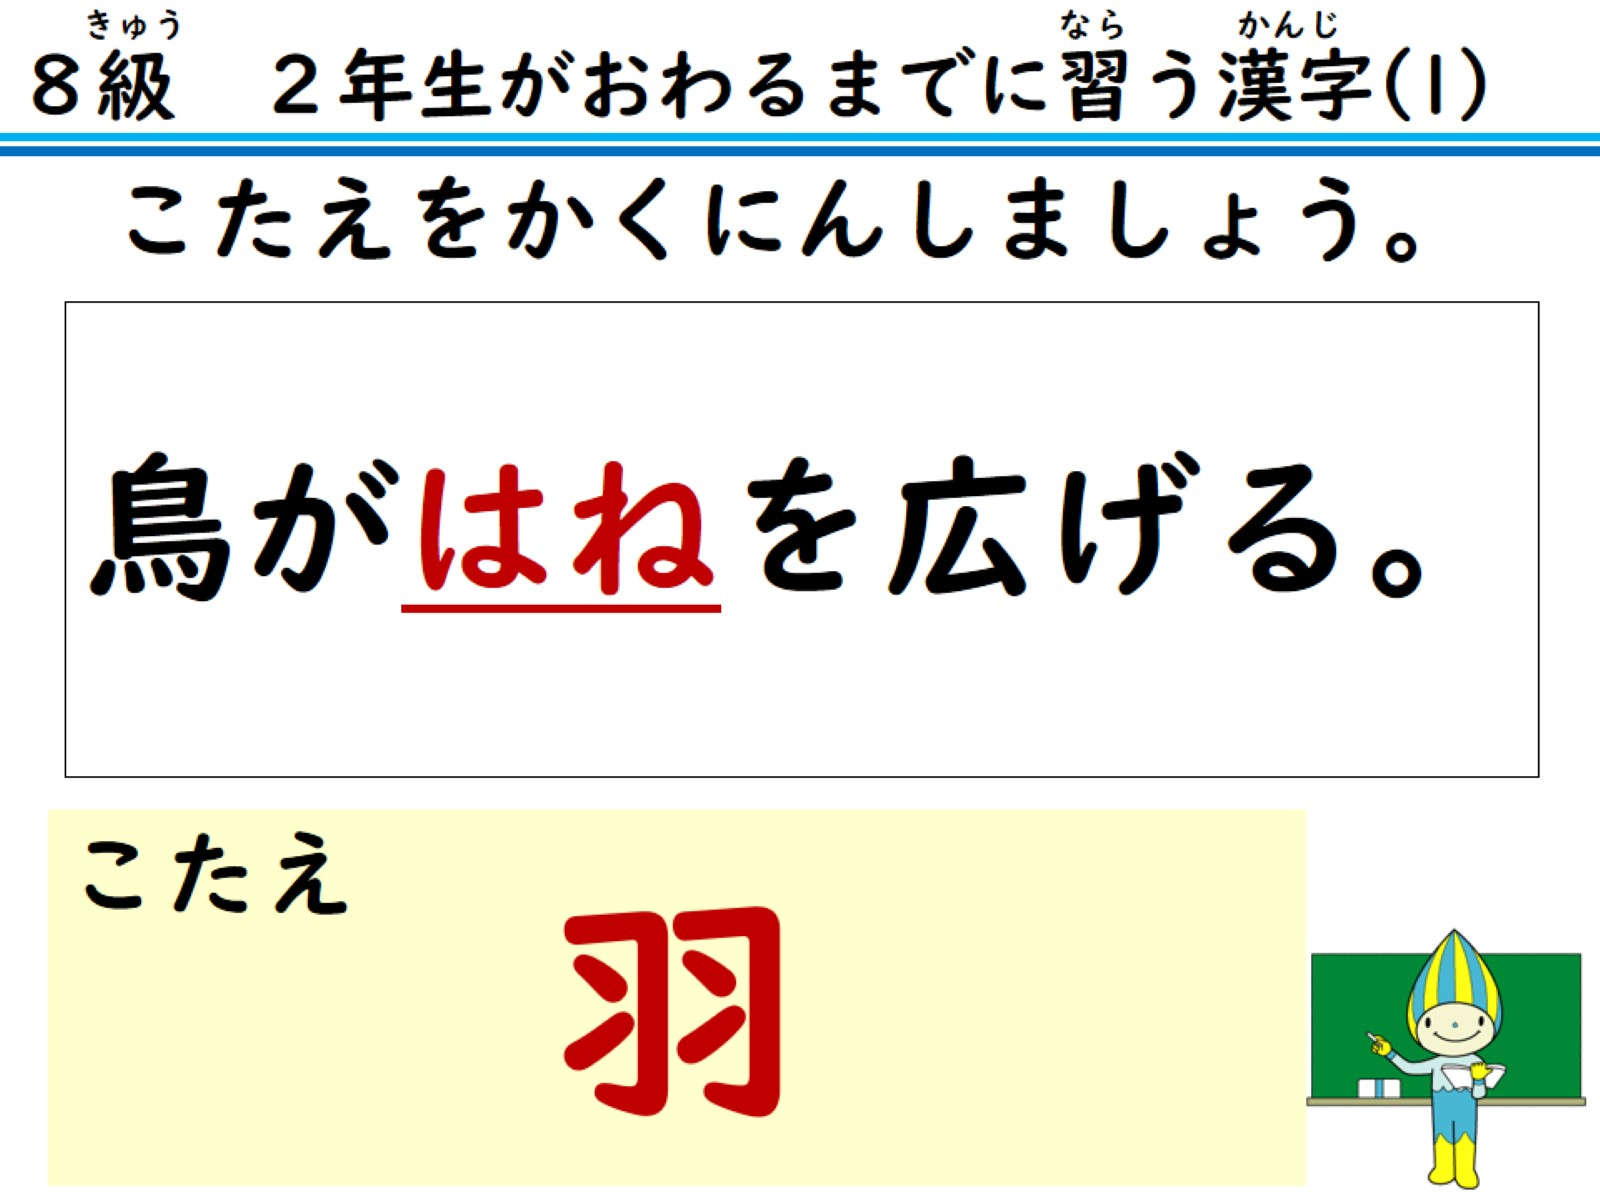 きゅう なら かんじ
８級　２年生がおわるまでに習う漢字(1)
こたえをかくにんしましょう。
鳥がはねを広げる。
こたえ
羽